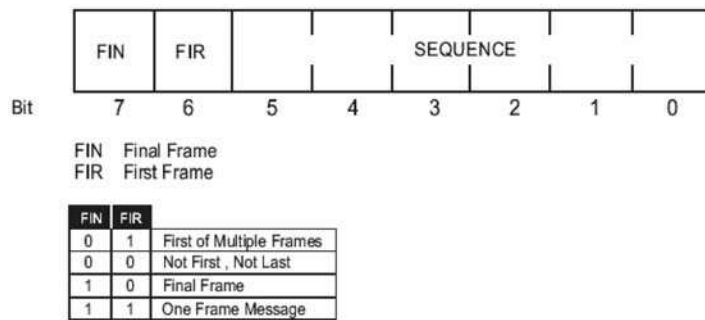 FIN FIR SEQUENCE
Bit 7 6 5 4 3 2 1 0
FIN Final Frame
FIR First Frame
FIN FIR
0 1 First of Multiple Frames
0 0 Not First , Not Last
1 0 Final Frame
1 1 One Frame Message